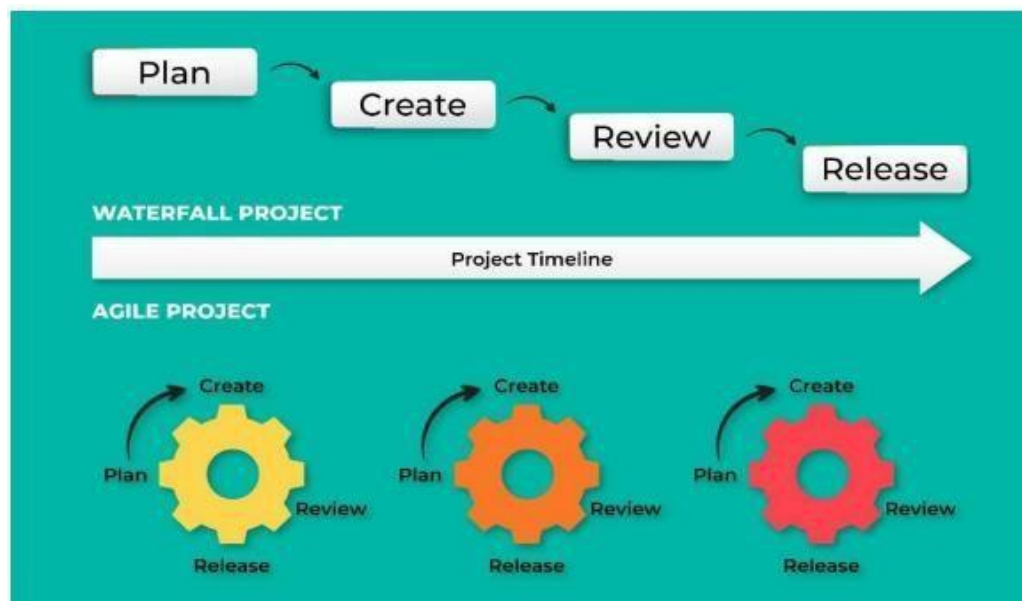 Plan
Create
Review
Release
WATERFALL PROJECT
Project Timeline
AGILE PROJECT
Create
Plan
Review
Release
Create
Plan
Review
Release
Create
Plan
Review
Release